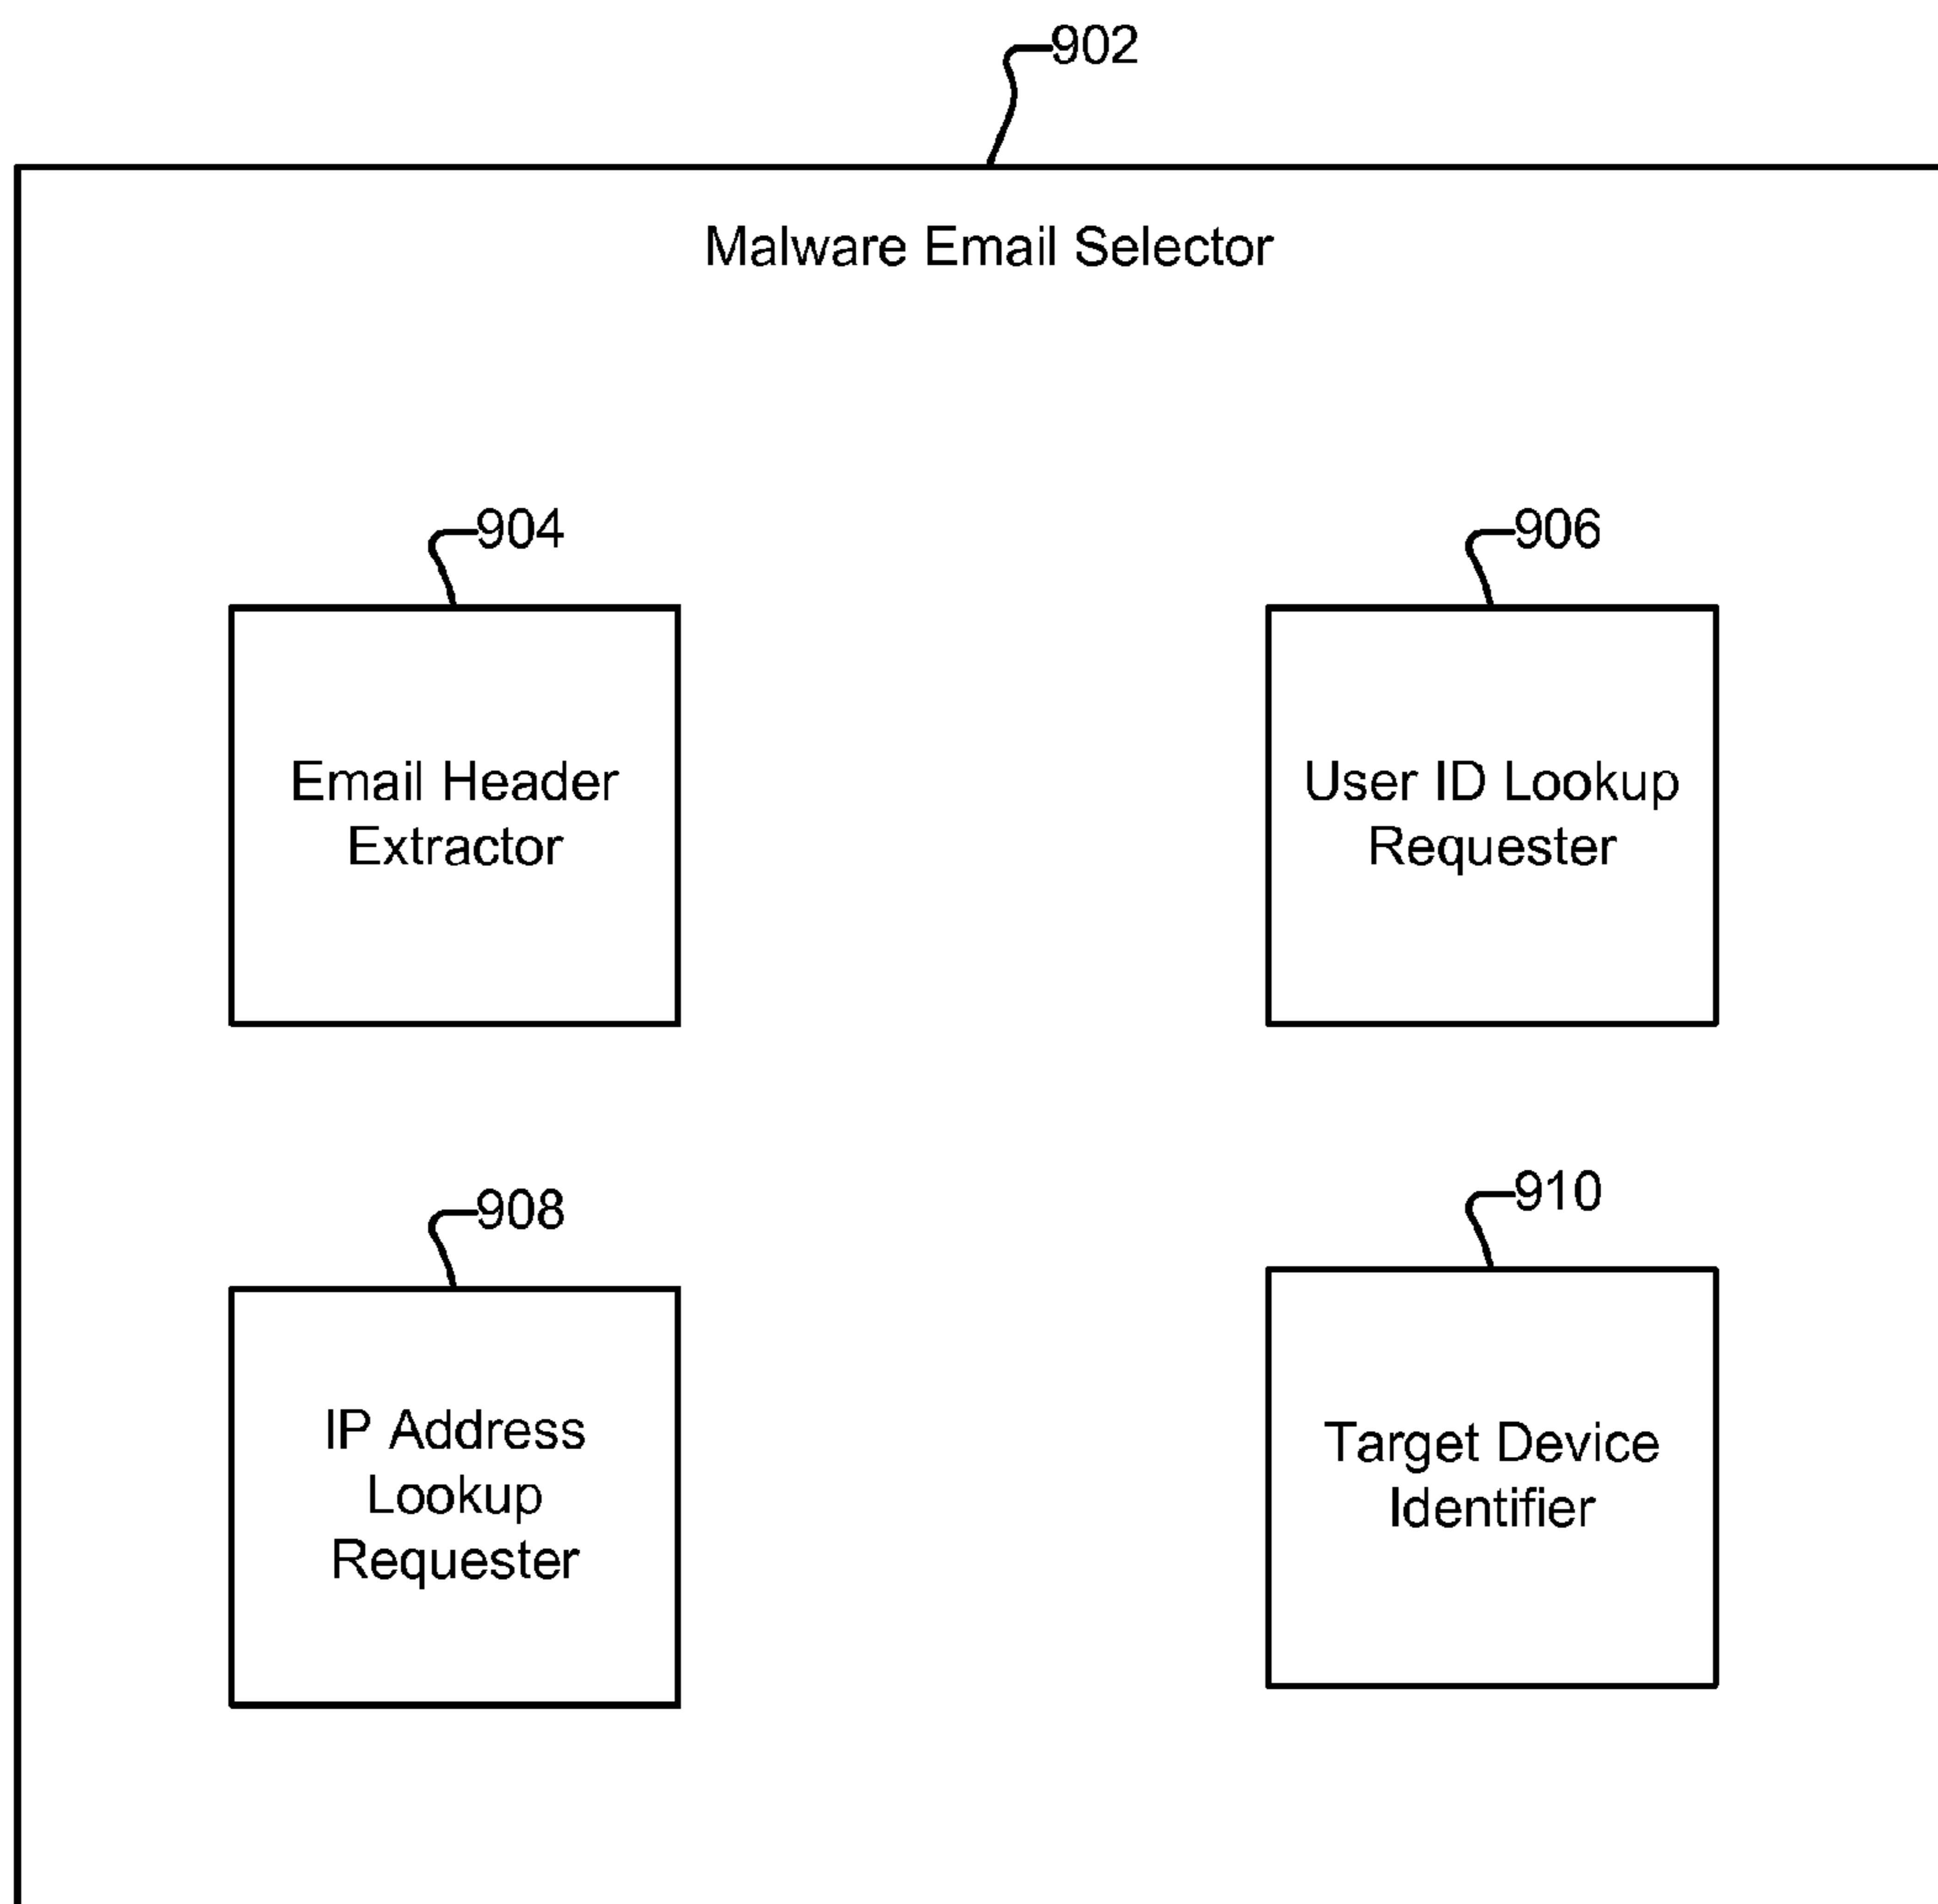 902
Malware Email Selector
904
906
Email Header
Extractor
User ID Lookup
Requester
908
910
IP Address
Lookup
Requester
Target Device
Identifier